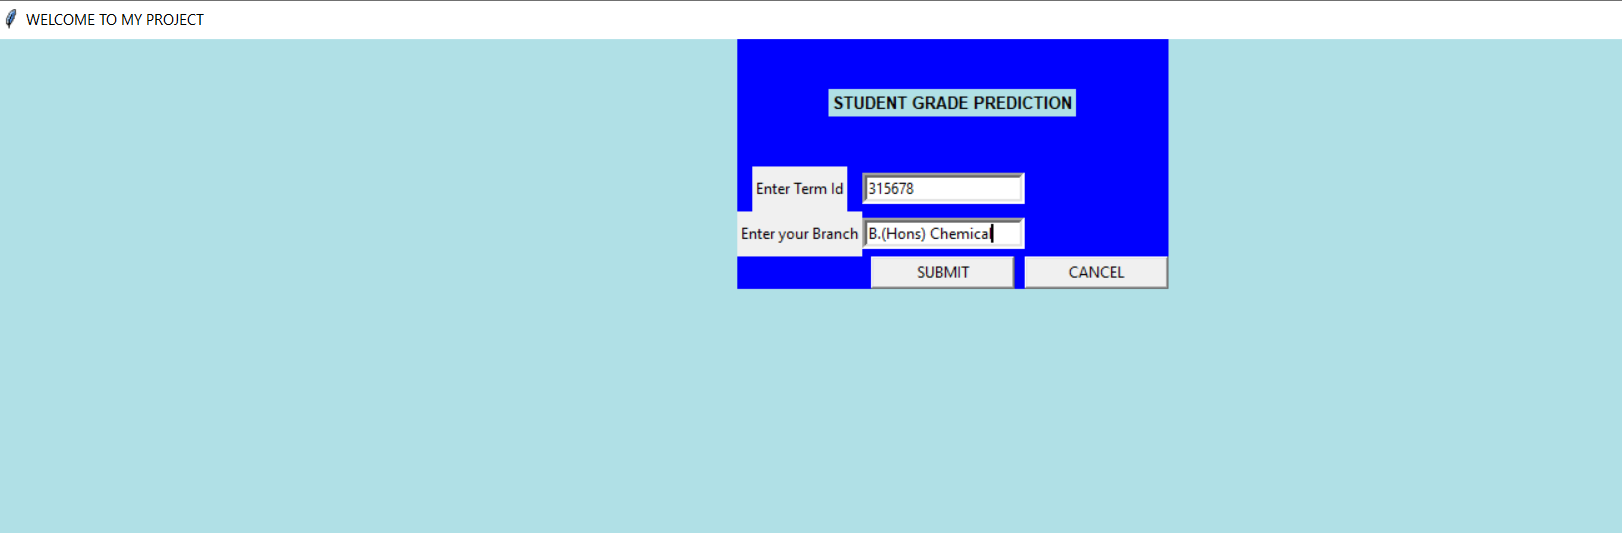 WELCOME TO MY PROJECT
STUDENT GRADE PREDICTION
Enter Term Id 315678
Enter your Branch B.(Hons) Chemical
SUBMIT CANCEL